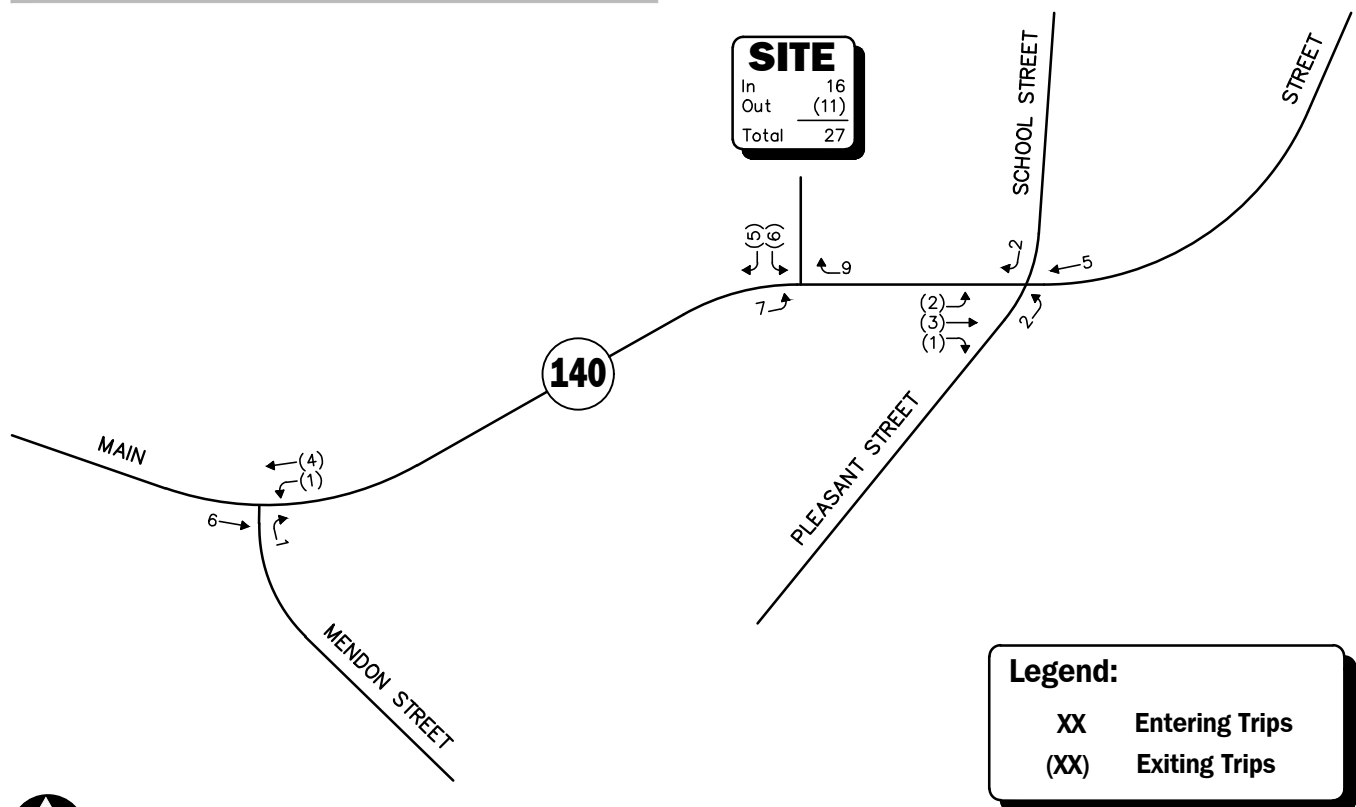 SITE
In 16
Out (11)
Total 27
SCHOOL STREET
STREET
(5)
(6)
9
7
2
5
(2)
(3)
(1)
2
140
PLEASANT STREET
MAIN
(4)
(1)
6
1
MENDON STREET
Legend:
XX Entering Trips
(XX) Exiting Trips